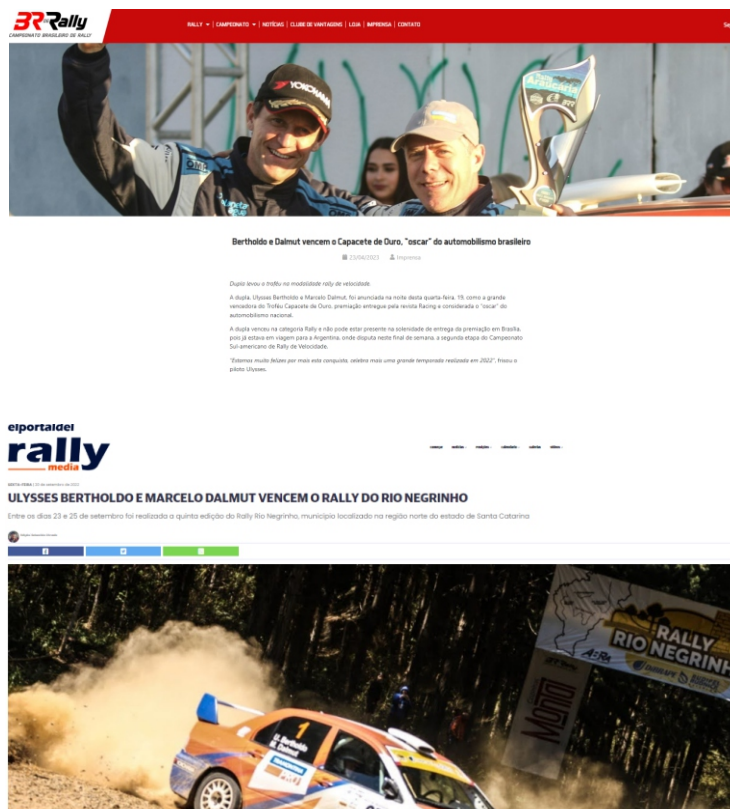 BR Rally
CAMPEONATO BRASILEIRO DE RALLY
RALLY | CAMPEONATO | NOTÍCIAS | CLUBE DE VANTAGENS | LOJA | IMPRENSA | CONTATO
YOKOHAMA
Bertholdo e Dalmut vencem o Capacete de Ouro, "oscar" do automobilismo brasileiro
23/04/2023 Imprensa
Dupla levou o troféu na modalidade rally de velocidade
A dupla, Ulysses Bertholdo e Marcelo Dalmut, foi anunciada na noite desta quarta-feira, 19, como a grande
vencedora do Troféu Capacete de Ouro, premiação entregue pela revista Racing e considerada o "oscar" do
automobilismo nacional.
A dupla venceu na categoria Rally e não pode estar presente na solenidade de entrega da premiação em Brasília,
pois já estava em viagem para a Argentina, onde disputa neste final de semana, a segunda etapa do Campeonato
Sul-americano de Rally de Velocidade.
"Estamos muito felizes por mais esta conquista, celebra mais uma grande temporada realizada em 2022", frisou o
piloto Ulysses.
elportaldel
rally
media
ULYSSES BERTHOLDO E MARCELO DALMUT VENCEM O RALLY DO RIO NEGRINHO
Entre os dias 23 e 25 de setembro foi realizada a quinta edição do Rally Rio Negrinho, município localizado na região norte do estado de Santa Catarina
RALLY
RIO NEGRINH
1
U. Bertholdo
M. Dalmut